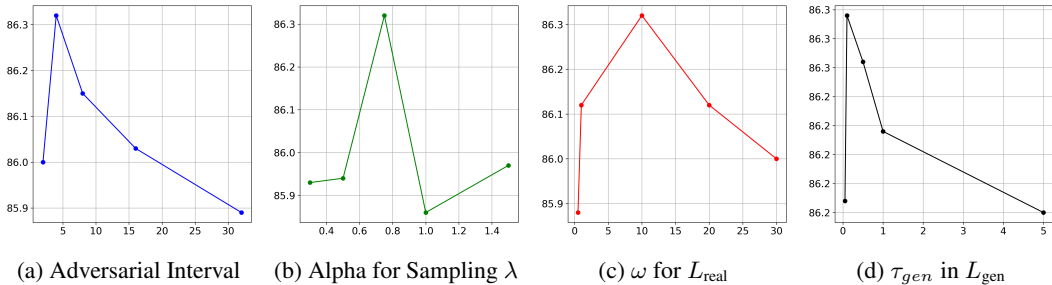 86.3
86.2
86.1
86.0
85.9
5 10 15 20 25 30
(a) Adversarial Interval
86.3
86.2
86.1
86.0
85.9
0.4 0.6 0.8 1.0 1.2 1.4
(b) Alpha for Sampling λ
86.3
86.2
86.1
86.0
85.9
0 5 10 15 20 25 30
(c) ω for L_real
86.3
86.3
86.3
86.2
86.2
86.2
86.2
86.2
0 1 2 3 4 5
(d) τ_gen in L_gen